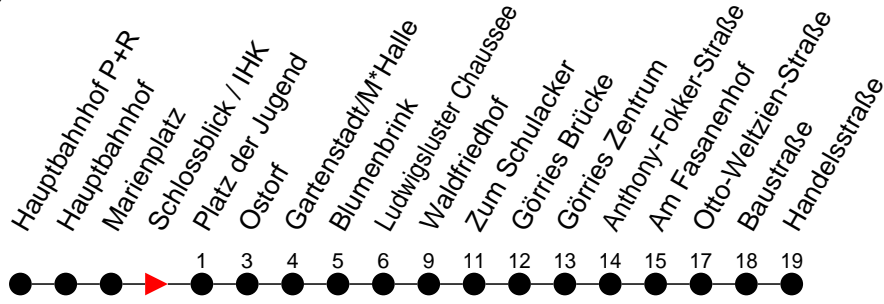 Hauptbahnhof P+R
Hauptbahnhof
Marienplatz
Schlossblick / IHK
Platz der Jugend
Ostorf
Gartenstadt/M*Halle
Blumenbrink
Ludwigsluster Chaussee
Waldfriedhof
Zum Schulacker
Görries Brücke
Görries Zentrum
Anthony-Fokker-Straße
Am Fasanenhof
Otto-Weltzien-Straße
Baustraße
Handelsstraße
1 3 4 5 6 9 11 12 13 14 15 17 18 19